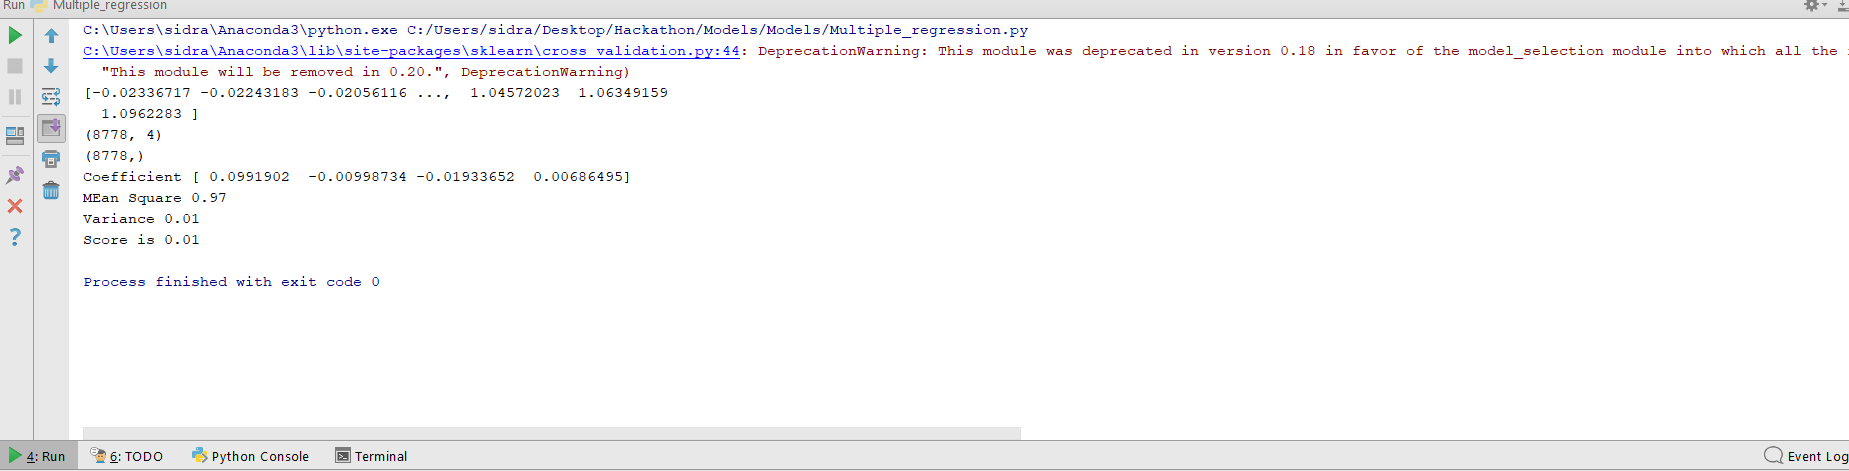 Run Multiple_regression
C:\Users\sidra\Anaconda3\python.exe C:/Users/sidra/Desktop/Hackathon/Models/Models/Multiple_regression.py
C:\Users\sidra\Anaconda3\lib\site-packages\sklearn\cross_validation.py:44: DeprecationWarning: This module was deprecated in version 0.18 in favor of the model_selection module into which all the
"This module will be removed in 0.20.", DeprecationWarning)
[-0.02336717 -0.02243183 -0.02056116 ..., 1.04572023 1.06349159
1.0962283 ]
(8778, 4)
(8778,)
Coefficient [ 0.0991902 -0.00998734 -0.01933652 0.00686495]
MEan Square 0.97
Variance 0.01
Score is 0.01
Process finished with exit code 0
4: Run 6: TODO Python Console Terminal Event Log